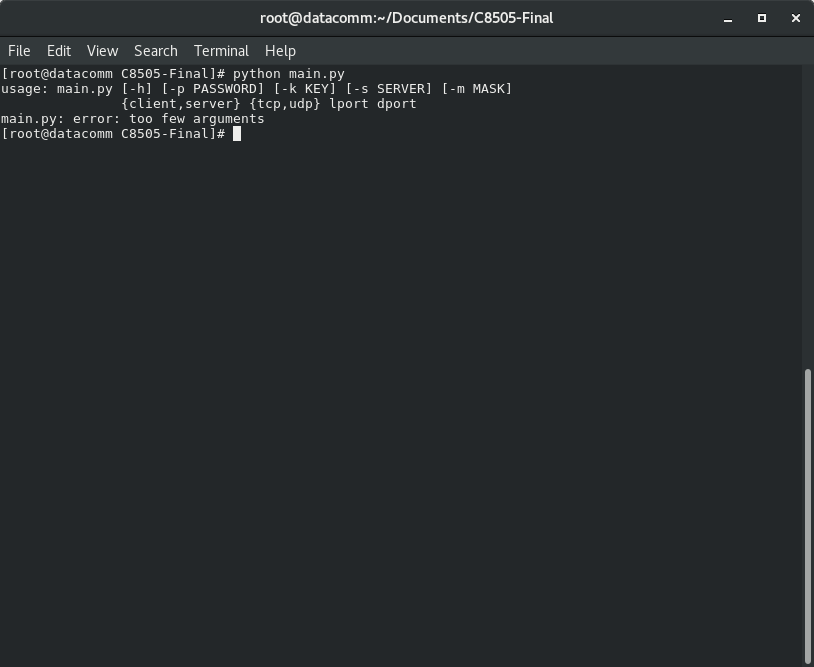 root@datacomm:~/Documents/C8505-Final
File Edit View Search Terminal Help
[root@datacomm C8505-Final]# python main.py
usage: main.py [-h] [-p PASSWORD] [-k KEY] [-s SERVER] [-m MASK]
               {client,server} {tcp,udp} lport dport
main.py: error: too few arguments
[root@datacomm C8505-Final]#